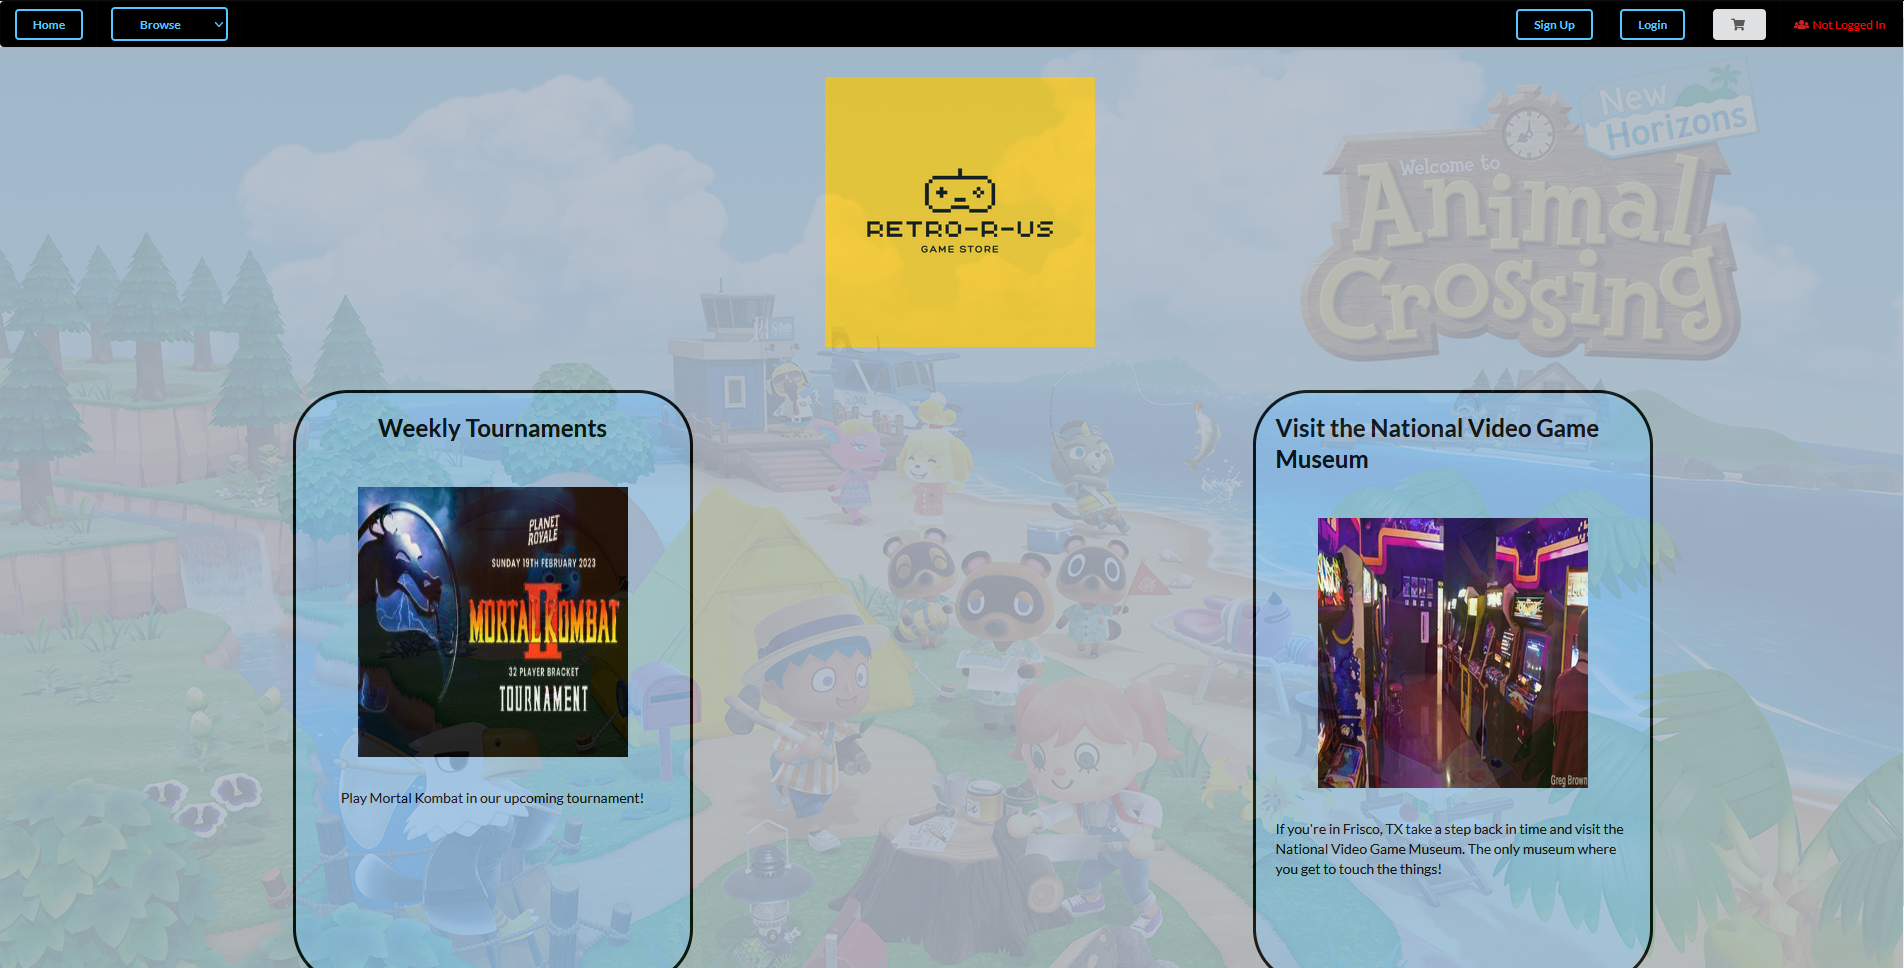 Home
Browse
Sign Up
Login
Not Logged In
RETRO-R-US
GAME STORE
New
Horizons
Welcome to
Animal
Crossing
Weekly Tournaments
PLANET
ROYALE
SUNDAY 19TH FEBRUARY 2023
II
MORTAL KOMBAT
32 PLAYER BRACKET
TOURNAMENT
Play Mortal Kombat in our upcoming tournament!
Visit the National Video Game
Museum
Greg Brown
If you're in Frisco, TX take a step back in time and visit the
National Video Game Museum. The only museum where
you get to touch the things!